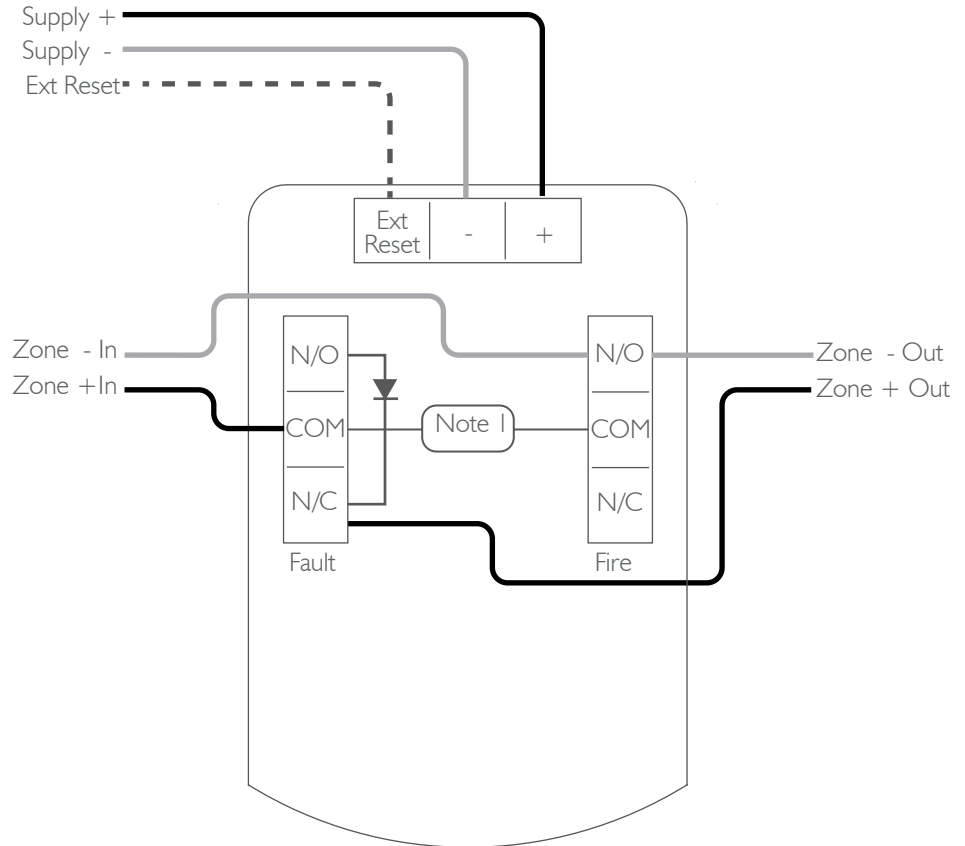 Supply +
Supply -
Ext Reset
Ext
Reset
-
+
Zone - In
Zone +In
N/O
COM
N/C
Fault
Note 1
N/O
COM
N/C
Fire
Zone - Out
Zone + Out